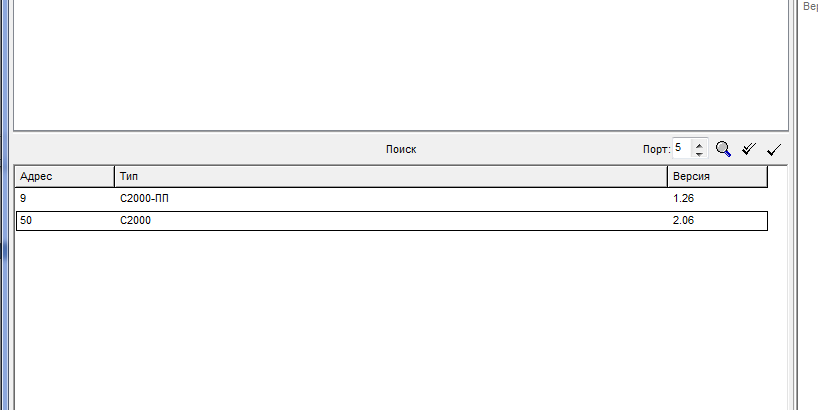 Вер
Поиск Порт: 5
Адрес Тип Версия
9 С2000-ПП 1.26
50 С2000 2.06